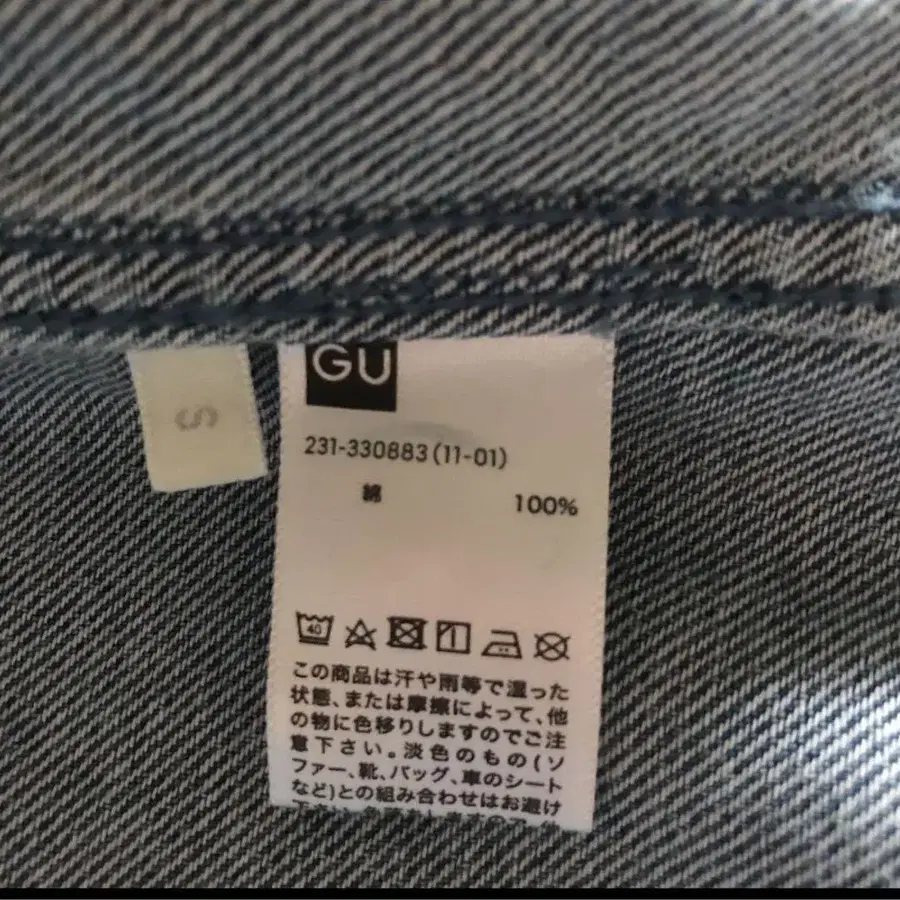 GU
S
231-330883(11-01)
綿 100%
40
この商品は汗や雨等で湿った
状態、または摩擦によって、他
の物に色移りしますのでご注
意下さい。淡色のもの(ソ
ファー、靴、バッグ、車のシート
など)との組み合わせはお避け